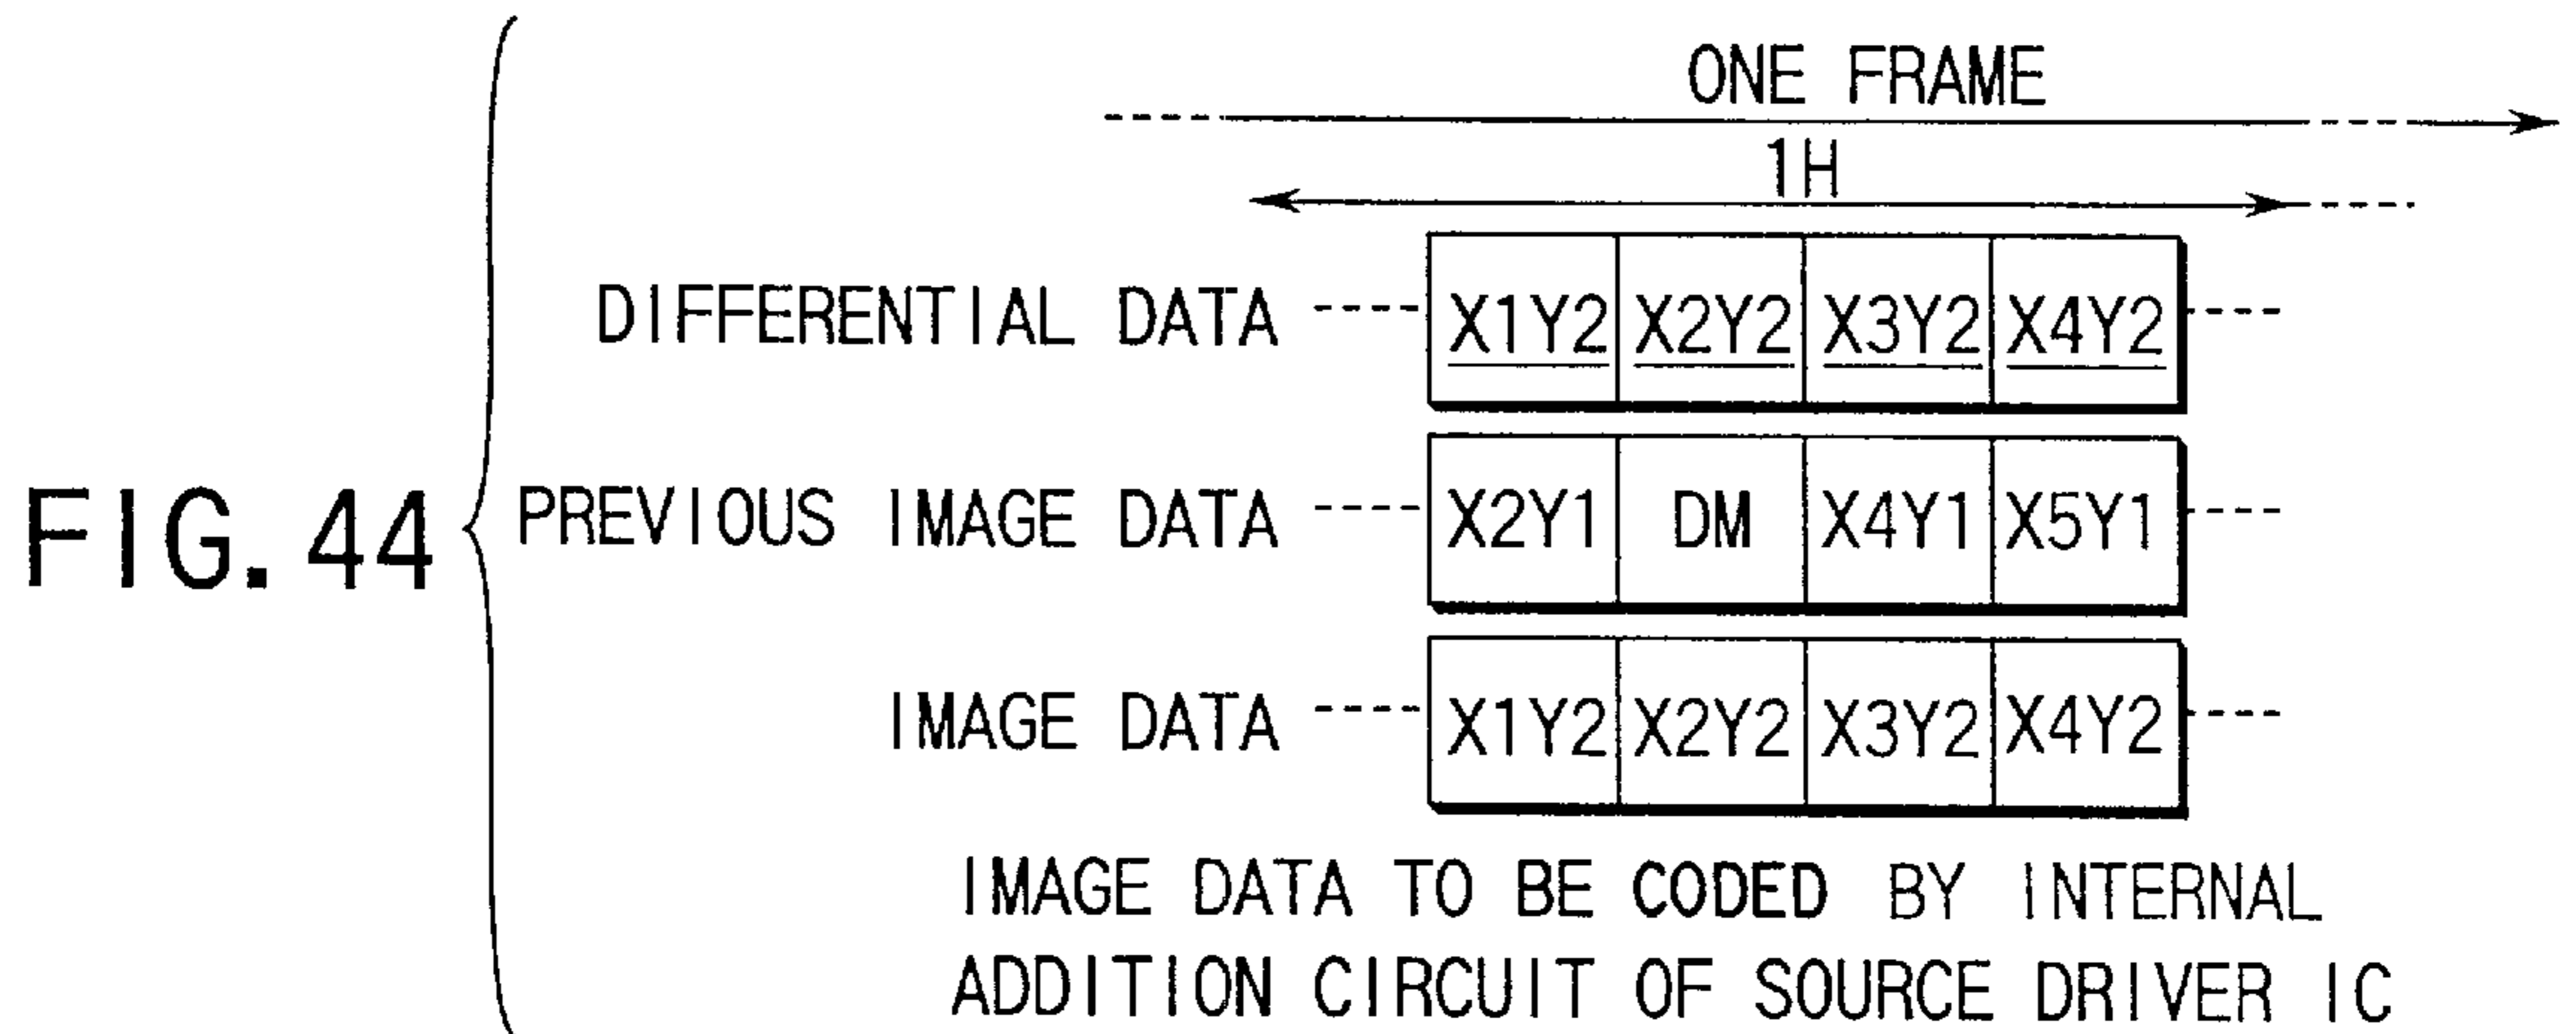 ONE FRAME
1H
DIFFERENTIAL DATA X1Y2 X2Y2 X3Y2 X4Y2
FIG. 44
PREVIOUS IMAGE DATA X2Y1 DM X4Y1 X5Y1
IMAGE DATA X1Y2 X2Y2 X3Y2 X4Y2
IMAGE DATA TO BE CODED BY INTERNAL
ADDITION CIRCUIT OF SOURCE DRIVER IC